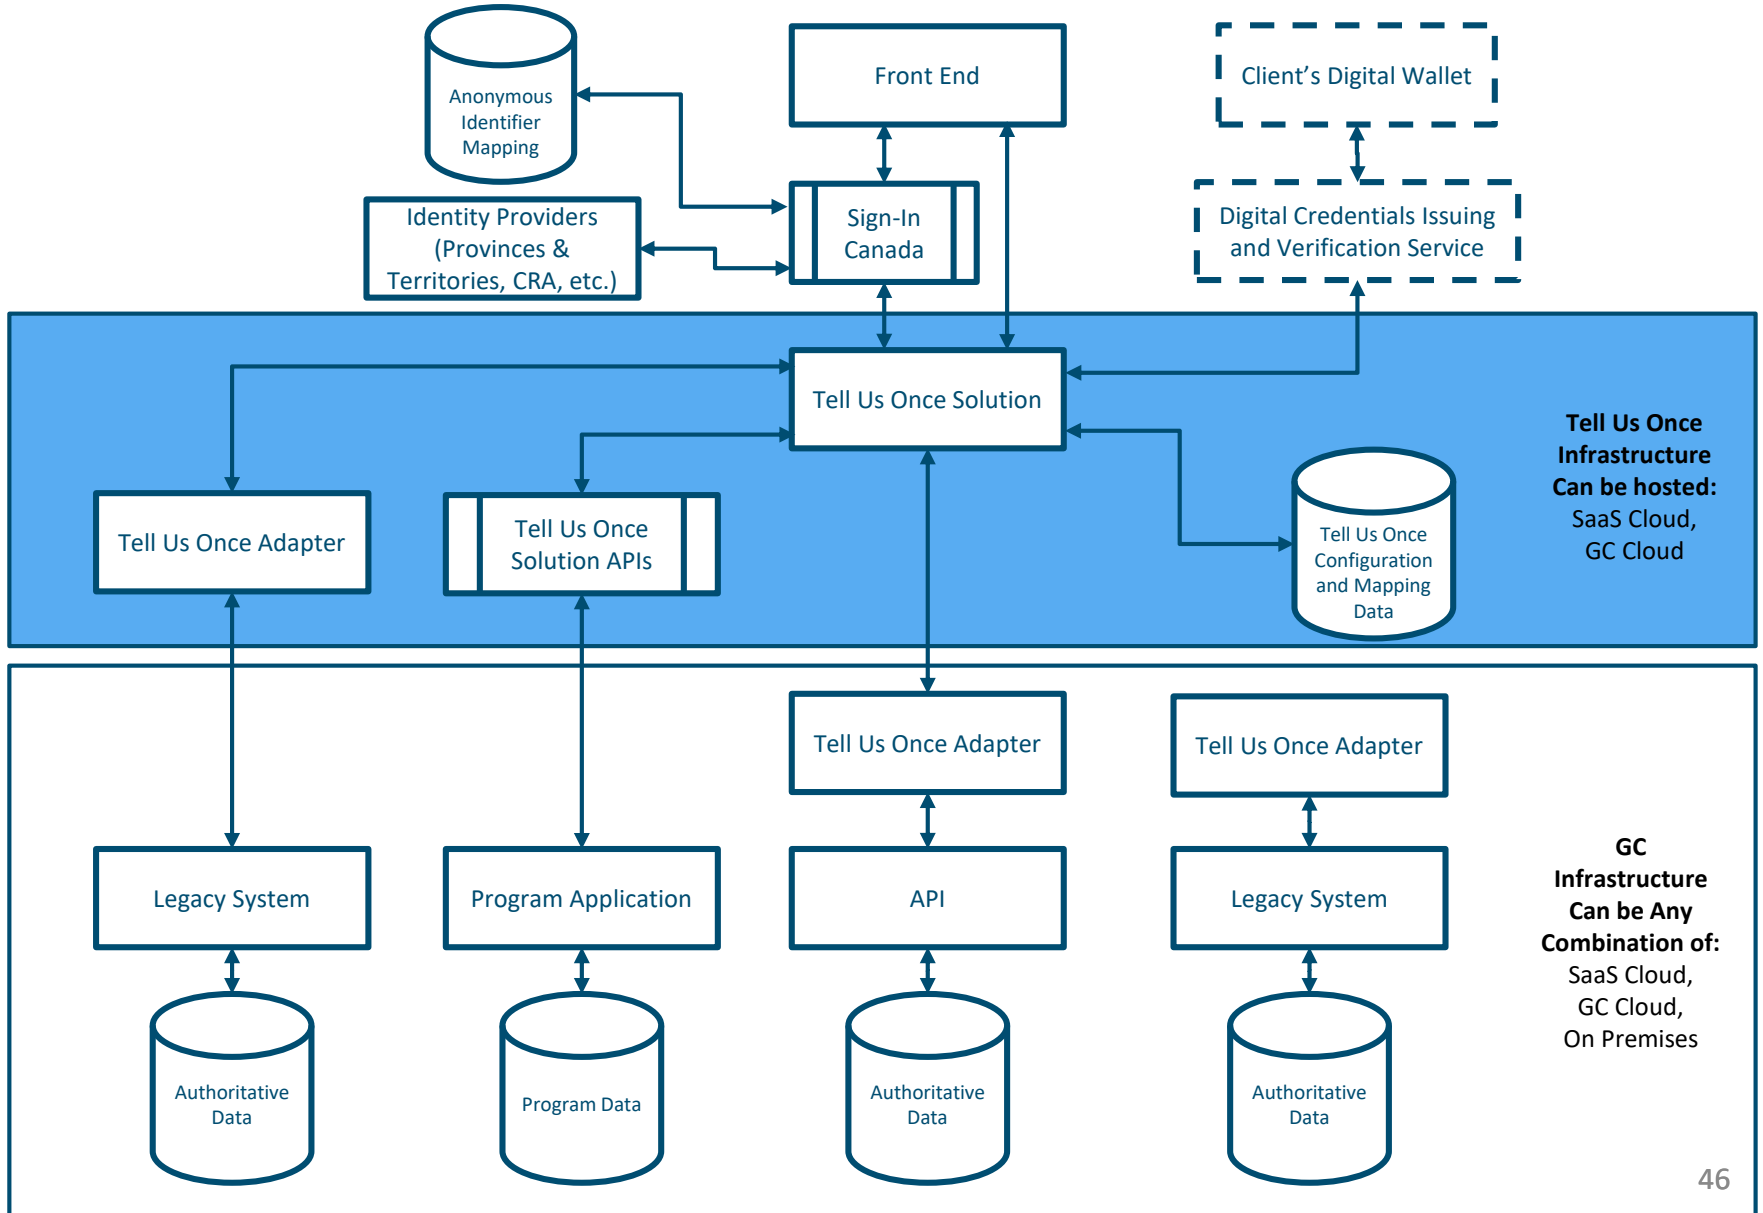 Front End
Client's Digital Wallet
Anonymous
Identifier
Mapping
Identity Providers
(Provinces &
Territories, CRA, etc.)
Sign-In
Canada
Digital Credentials Issuing
and Verification Service
Tell Us Once Solution
Tell Us Once
Infrastructure
Can be hosted:
SaaS Cloud,
GC Cloud
Tell Us Once Adapter
Tell Us Once
Solution APIs
Tell Us Once
Configuration
and Mapping
Data
Tell Us Once Adapter
Tell Us Once Adapter
Legacy System
Program Application
API
Legacy System
GC
Infrastructure
Can be Any
Combination of:
SaaS Cloud,
GC Cloud,
On Premises
Authoritative
Data
Program Data
Authoritative
Data
Authoritative
Data
46